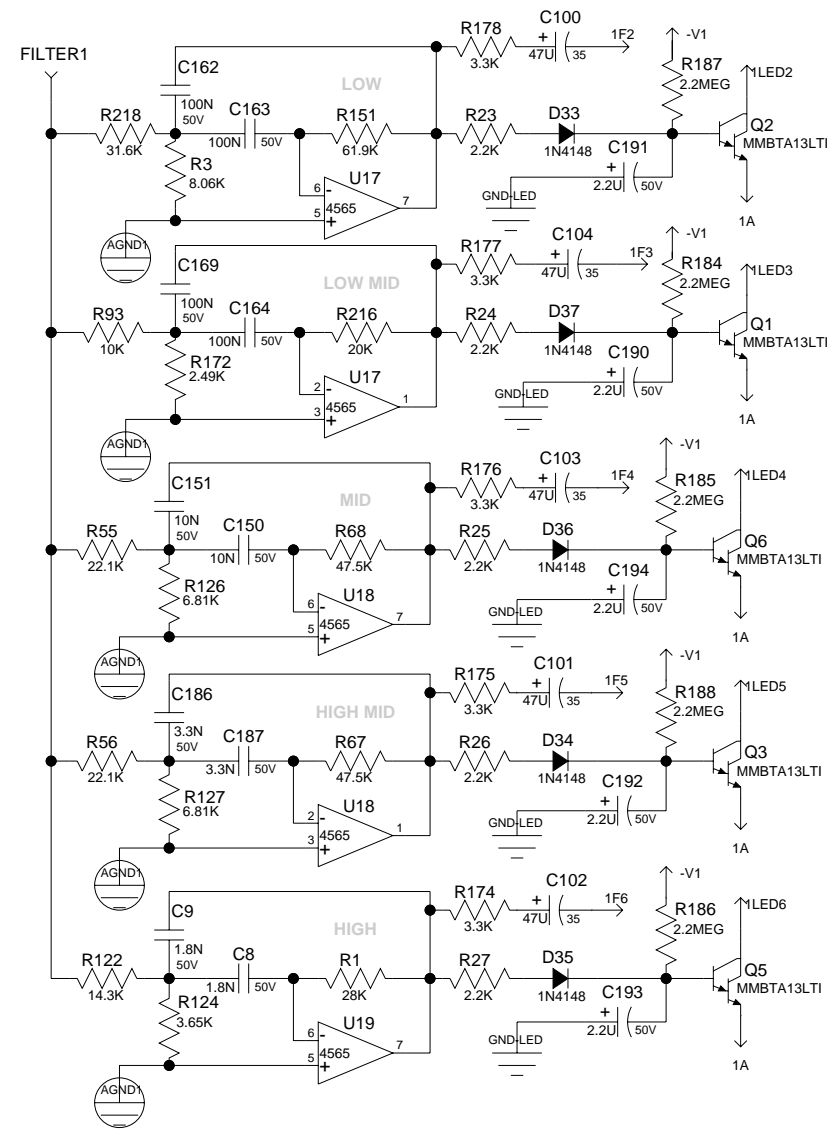 FILTER1
R178
3.3K
C100
+
47U
35
1F2
-V1
R187
2.2MEG
1LED2
C162
100N
50V
LOW
R218
31.6K
C163
100N
50V
R151
61.9K
R23
2.2K
D33
1N4148
Q2
MMBTA13LTI
R3
8.06K
U17
6
-
4565
5
+
7
C191
+
2.2U
50V
GND-LED
1A
AGND1
R177
3.3K
C104
+
47U
35
1F3
-V1
R184
2.2MEG
1LED3
C169
100N
50V
LOW MID
R93
10K
C164
100N
50V
R216
20K
R24
2.2K
D37
1N4148
Q1
MMBTA13LTI
R172
2.49K
U17
2
-
4565
3
+
1
C190
+
2.2U
50V
GND-LED
1A
AGND1
R176
3.3K
C103
+
47U
35
1F4
-V1
R185
2.2MEG
1LED4
C151
10N
50V
MID
R55
22.1K
C150
10N
50V
R68
47.5K
R25
2.2K
D36
1N4148
Q6
MMBTA13LTI
R126
6.81K
U18
6
-
4565
5
+
7
C194
+
2.2U
50V
GND-LED
1A
AGND1
R175
3.3K
C101
+
47U
35
1F5
-V1
R188
2.2MEG
1LED5
C186
3.3N
50V
HIGH MID
R56
22.1K
C187
3.3N
50V
R67
47.5K
R26
2.2K
D34
1N4148
Q3
MMBTA13LTI
R127
6.81K
U18
2
-
4565
3
+
1
C192
+
2.2U
50V
GND-LED
1A
AGND1
R174
3.3K
C102
+
47U
35
1F6
-V1
R186
2.2MEG
1LED6
C9
1.8N
50V
HIGH
R122
14.3K
C8
1.8N
50V
R1
28K
R27
2.2K
D35
1N4148
Q5
MMBTA13LTI
R124
3.65K
U19
6
-
4565
5
+
7
C193
+
2.2U
50V
GND-LED
1A
AGND1